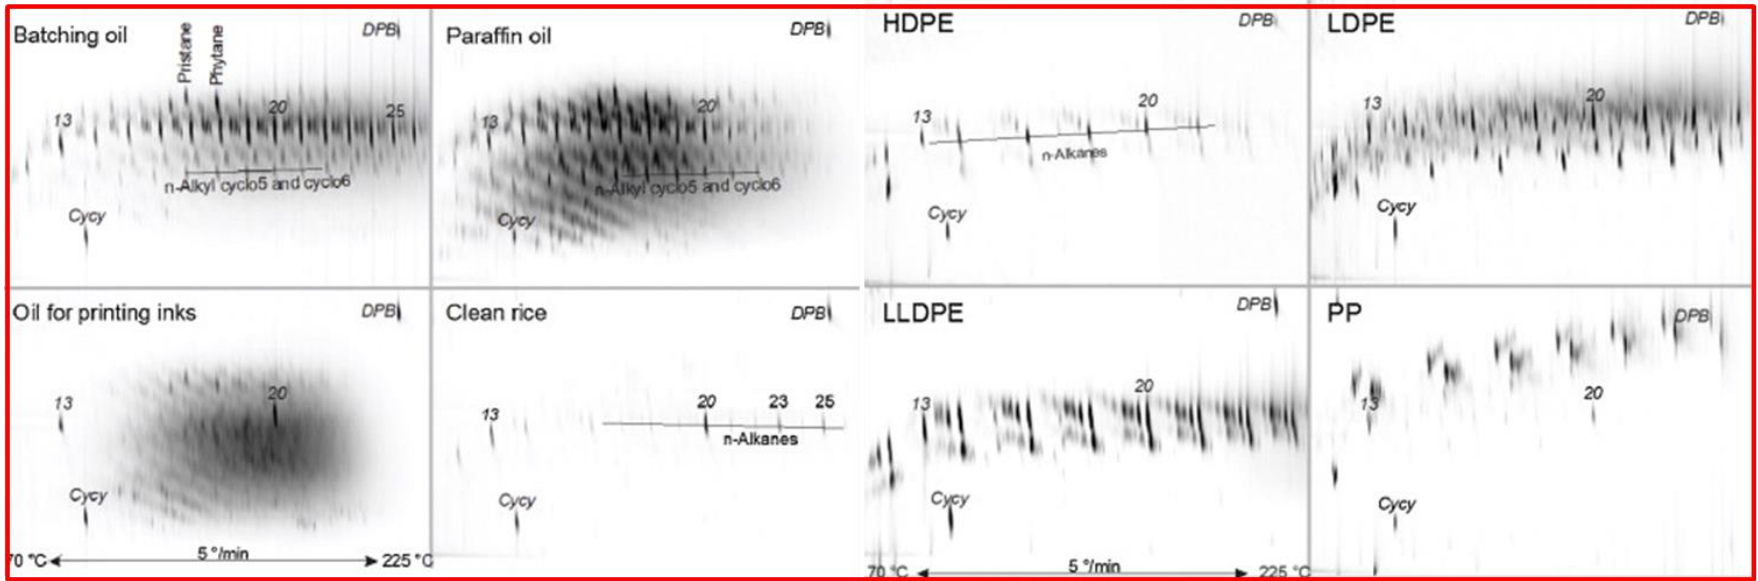 Batching oil
Pristane
Phytane
DPB
13
20
25
n-Alkyl cyclo5 and cyclo6
Cycy
Paraffin oil
DPB
13
20
n-Alkyl cyclo5 and cyclo6
Cycy
HDPE
DPB
13
20
n-Alkanes
Cycy
LDPE
DPB
13
20
Cycy
Oil for printing inks
DPB
13
20
Cycy
70 °C
5 °/min
225 °C
Clean rice
DPB
13
20
23
25
n-Alkanes
Cycy
LLDPE
DPB
13
20
Cycy
70 °C
5 °/min
225 °C
PP
DPB
13
20
Cycy